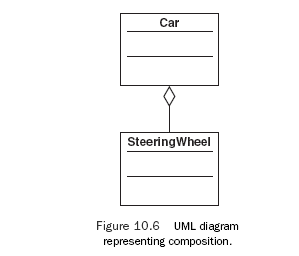 Car
SteeringWheel
Figure 10.6 UML diagram
representing composition.